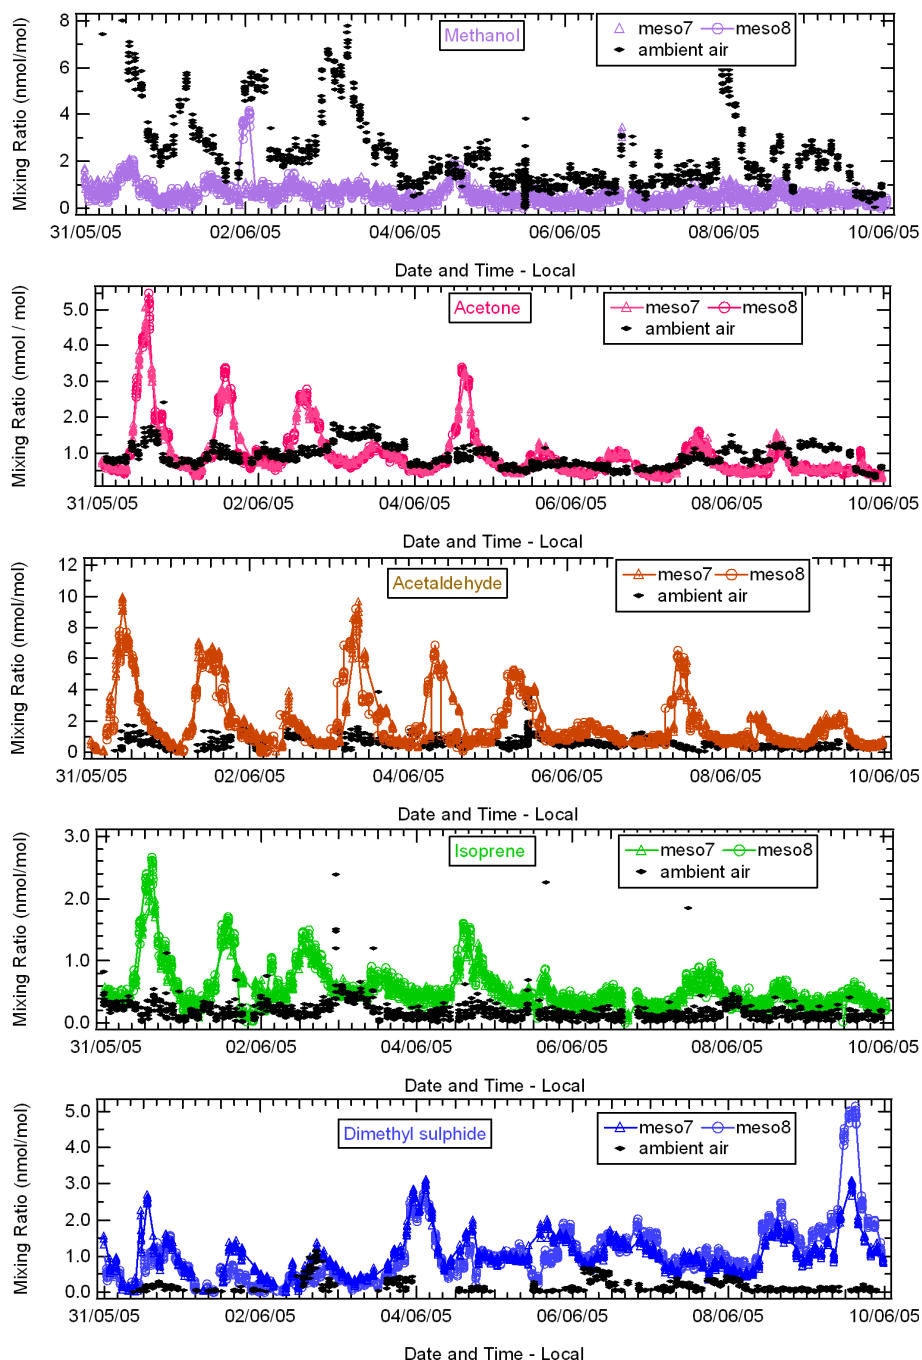 8
6
4
2
0
Mixing Ratio (nmol/mol)
Methanol
meso7 meso8
ambient air
31/05/05 02/06/05 04/06/05 06/06/05 08/06/05 10/06/05
Date and Time - Local
5.0
4.0
3.0
2.0
1.0
Mixing Ratio (nmol / mol)
Acetone
meso7 meso8
ambient air
31/05/05 02/06/05 04/06/05 06/06/05 08/06/05 10/06/05
Date and Time - Local
12
10
8
6
4
2
0
Mixing Ratio (nmol/mol)
Acetaldehyde
meso7 meso8
ambient air
31/05/05 02/06/05 04/06/05 06/06/05 08/06/05 10/06/05
Date and Time - Local
3.0
2.0
1.0
0.0
Mixing Ratio (nmol/mol)
Isoprene
meso7 meso8
ambient air
31/05/05 02/06/05 04/06/05 06/06/05 08/06/05 10/06/05
Date and Time - Local
5.0
4.0
3.0
2.0
1.0
0.0
Mixing Ratio (nmol/mol)
Dimethyl sulphide
meso7 meso8
ambient air
31/05/05 02/06/05 04/06/05 06/06/05 08/06/05 10/06/05
Date and Time - Local